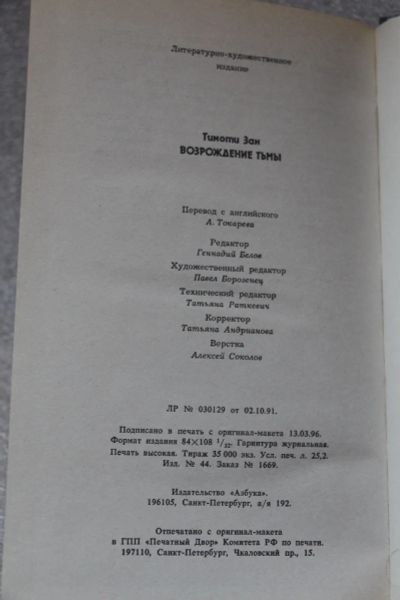 Литературно-художественное
издание
Тимоти Зан
ВОЗРОЖДЕНИЕ ТЬМЫ
Перевод с английского
А. Токарева
Редактор
Геннадий Белов
Художественный редактор
Павел Борозенец
Технический редактор
Татьяна Раткевич
Корректор
Татьяна Андрианова
Верстка
Алексей Соколов
ЛР № 030129 от 02.10.91.
Подписано в печать с оригинал-макета 13.03.96.
Формат издания 84×108 1/32. Гарнитура журнальная.
Печать высокая. Тираж 35 000 экз. Усл. печ. л. 25,2.
Изд. № 44. Заказ № 1669.
Издательство «Азбука».
196105, Санкт-Петербург, а/я 192.
Отпечатано с оригинал-макета
в ГПП «Печатный Двор» Комитета РФ по печати.
197110, Санкт-Петербург, Чкаловский пр., 15.